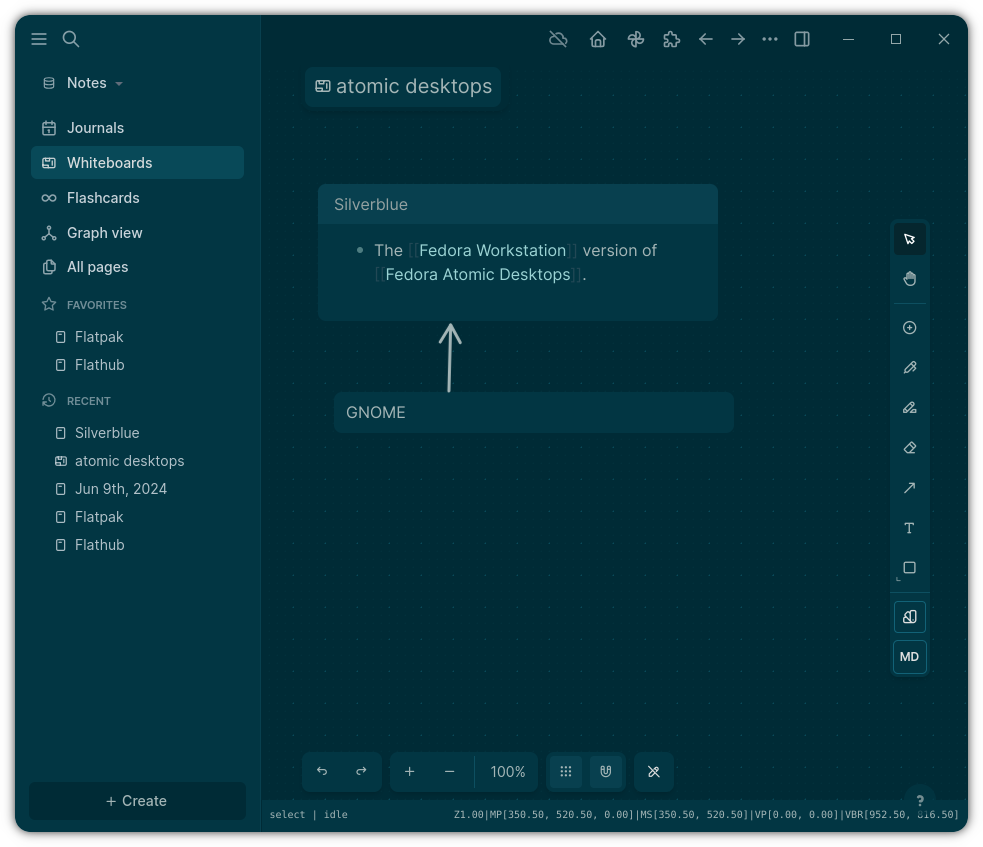 Notes
Journals
Whiteboards
Flashcards
Graph view
All pages
FAVORITES
Flatpak
Flathub
RECENT
Silverblue
atomic desktops
Jun 9th, 2024
Flatpak
Flathub
+ Create
atomic desktops
Silverblue
The [[Fedora Workstation]] version of
[[Fedora Atomic Desktops]].
GNOME
T
MD
100%
?
select | idle
Z1.00|MP[350.50, 520.50, 0.00]|MS[350.50, 520.50]|VP[0.00, 0.00]|VBR[952.50, 816.50]